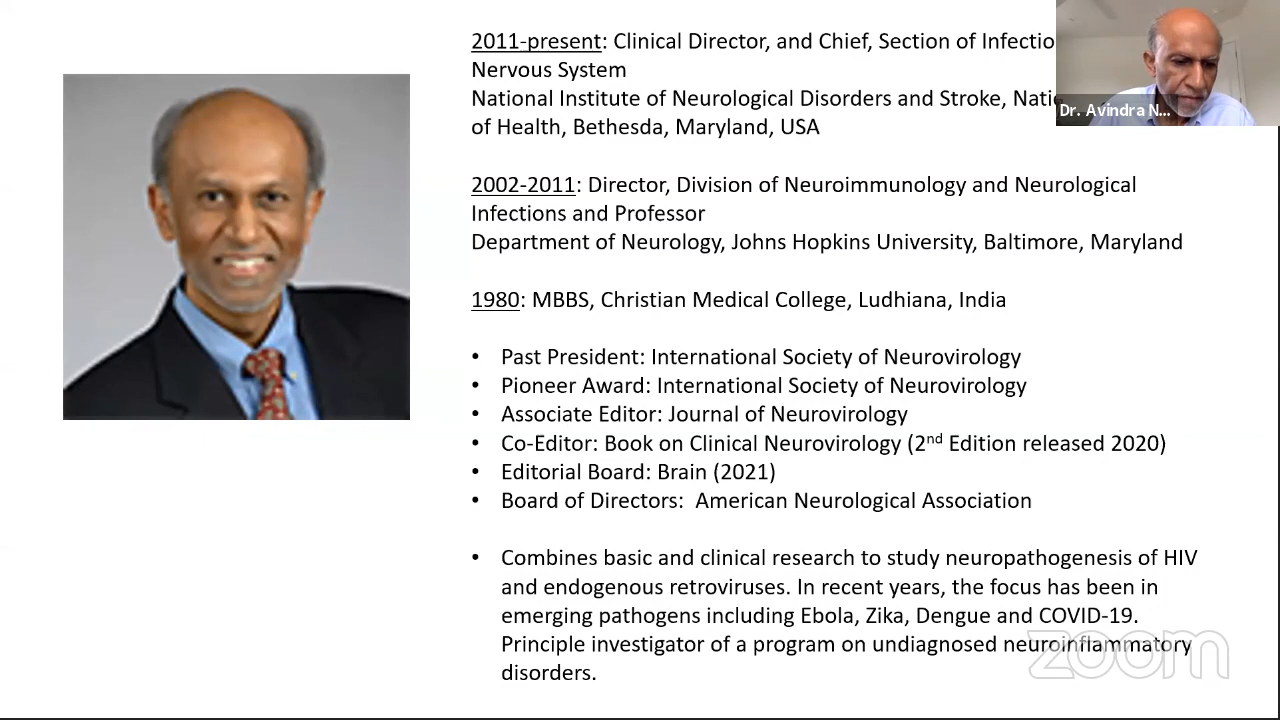 2011-present: Clinical Director, and Chief, Section of Infectio
Nervous System
National Institute of Neurological Disorders and Stroke, Natio
of Health, Bethesda, Maryland, USA
Dr. Avindra N...
2002-2011: Director, Division of Neuroimmunology and Neurological
Infections and Professor
Department of Neurology, Johns Hopkins University, Baltimore, Maryland
1980: MBBS, Christian Medical College, Ludhiana, India
• Past President: International Society of Neurovirology
• Pioneer Award: International Society of Neurovirology
• Associate Editor: Journal of Neurovirology
• Co-Editor: Book on Clinical Neurovirology (2nd Edition released 2020)
• Editorial Board: Brain (2021)
• Board of Directors: American Neurological Association
• Combines basic and clinical research to study neuropathogenesis of HIV
and endogenous retroviruses. In recent years, the focus has been in
emerging pathogens including Ebola, Zika, Dengue and COVID-19.
Principle investigator of a program on undiagnosed neuroinflammatory
disorders.
zoom